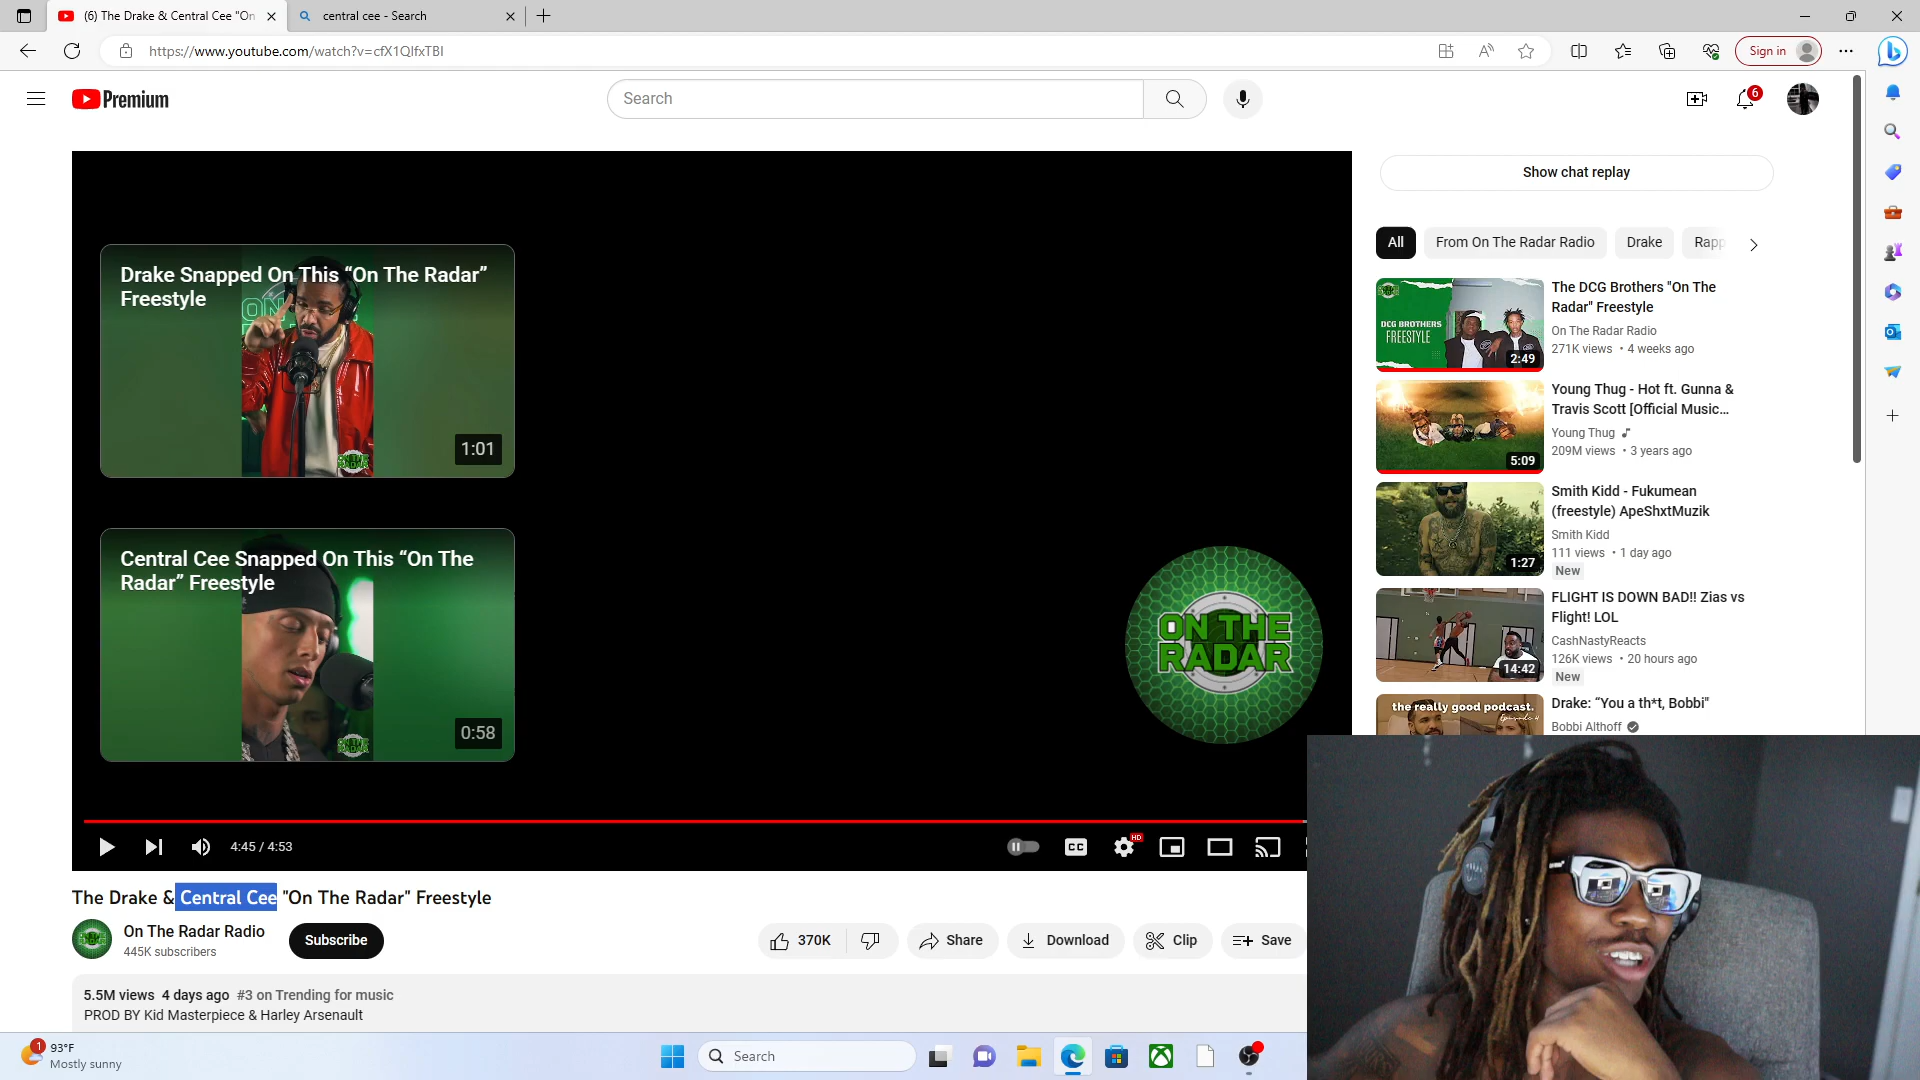 (6) The Drake & Central Cee "On
central cee - Search
https://www.youtube.com/watch?v=cfX1QIfxTBI
Sign in
Premium
Search
6
Show chat replay
All
From On The Radar Radio
Drake
Rapp
Drake Snapped On This “On The Radar”
Freestyle
1:01
Central Cee Snapped On This “On The
Radar” Freestyle
0:58
ON THE
RADAR
DCG BROTHERS
FREESTYLE
2:49
The DCG Brothers "On The
Radar" Freestyle
On The Radar Radio
271K views • 4 weeks ago
5:09
Young Thug - Hot ft. Gunna &
Travis Scott [Official Music...
Young Thug
209M views • 3 years ago
1:27
Smith Kidd - Fukumean
(freestyle) ApeShxtMuzik
Smith Kidd
111 views • 1 day ago
New
14:42
FLIGHT IS DOWN BAD!! Zias vs
Flight! LOL
CashNastyReacts
126K views • 20 hours ago
New
the really good podcast.
Drake: “You a th*t, Bobbi”
Bobbi Althoff
4:45 / 4:53
CC
HD
The Drake & Central Cee "On The Radar" Freestyle
On The Radar Radio
445K subscribers
Subscribe
370K
Share
Download
Clip
Save
5.5M views 4 days ago #3 on Trending for music
PROD BY Kid Masterpiece & Harley Arsenault
1
93°F
Mostly sunny
Search